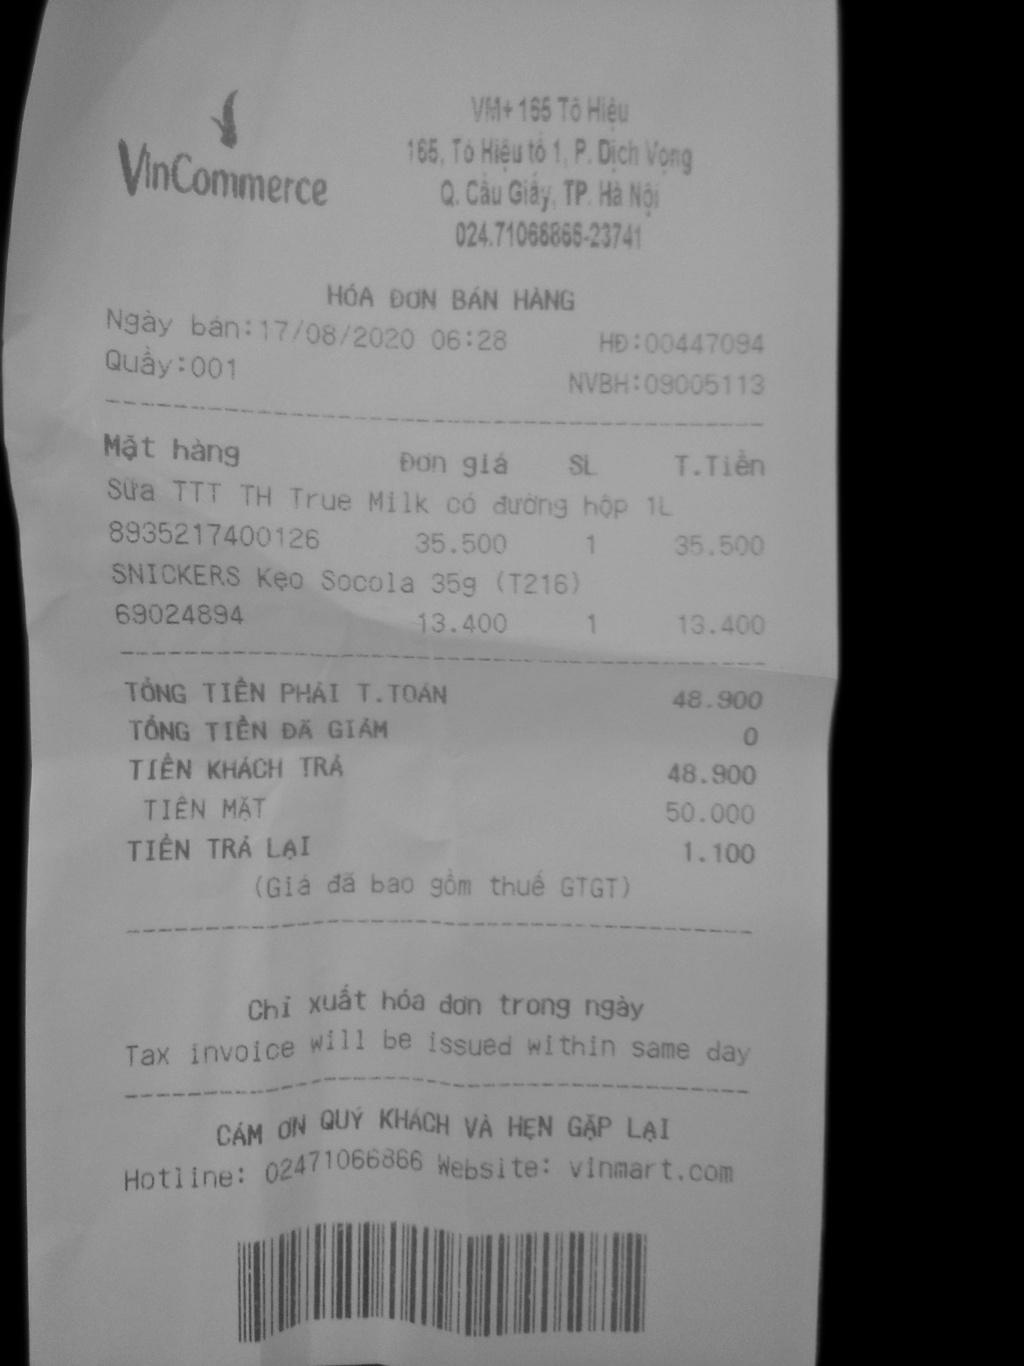 VinCommerce
VM+ 165 Tô Hiệu
165, Tô Hiệu tổ 1, P. Dịch Vọng
Q. Cầu Giấy, TP. Hà Nội
024.71066866-23741
HÓA ĐƠN BÁN HÀNG
Ngày bán:17/08/2020 06:28 HĐ:00447094
Quầy:001 NVBH:09005113
Mặt hàng Đơn giá SL T.Tiền
Sữa TTT TH True Milk có đường hộp 1L
8935217400126 35.500 1 35.500
SNICKERS Kẹo Socola 35g (T216)
69024894 13.400 1 13.400
TỔNG TIỀN PHẢI T.TOÁN 48.900
TỔNG TIỀN ĐÃ GIẢM 0
TIỀN KHÁCH TRẢ 48.900
TIỀN MẶT 50.000
TIỀN TRẢ LẠI 1.100
(Giá đã bao gồm thuế GTGT)
Chỉ xuất hóa đơn trong ngày
Tax invoice will be issued within same day
CẢM ƠN QUÝ KHÁCH VÀ HẸN GẶP LẠI
Hotline: 02471066866 Website: vinmart.com